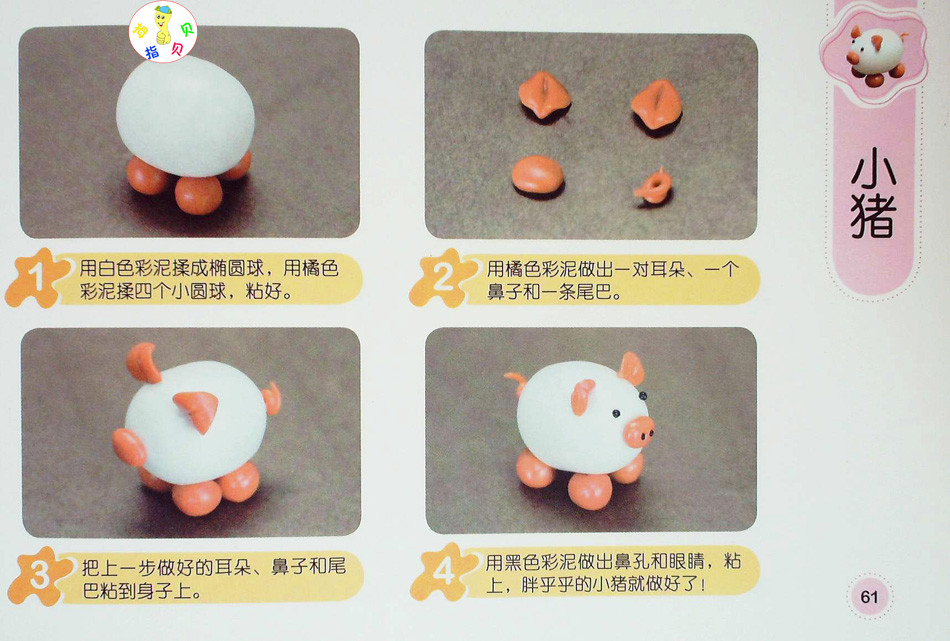 指贝贝
小猪
1
用白色彩泥揉成椭圆球，用橘色
彩泥揉四个小圆球，粘好。
2
用橘色彩泥做出一对耳朵、一个
鼻子和一条尾巴。
3
把上一步做好的耳朵、鼻子和尾
巴粘到身子上。
4
用黑色彩泥做出鼻孔和眼睛，粘
上，胖乎乎的小猪就做好了！
61